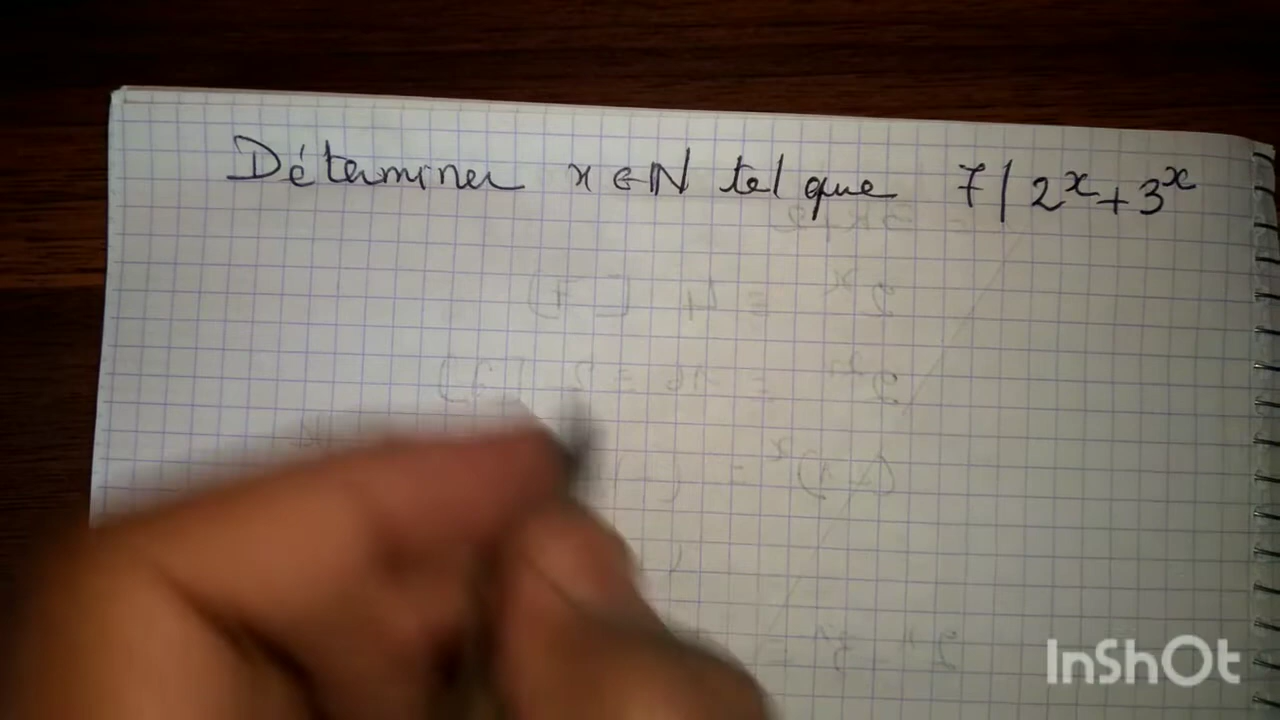 Déterminer x ∈ ℕ tel que 7 | 2^x + 3^x
InShOt